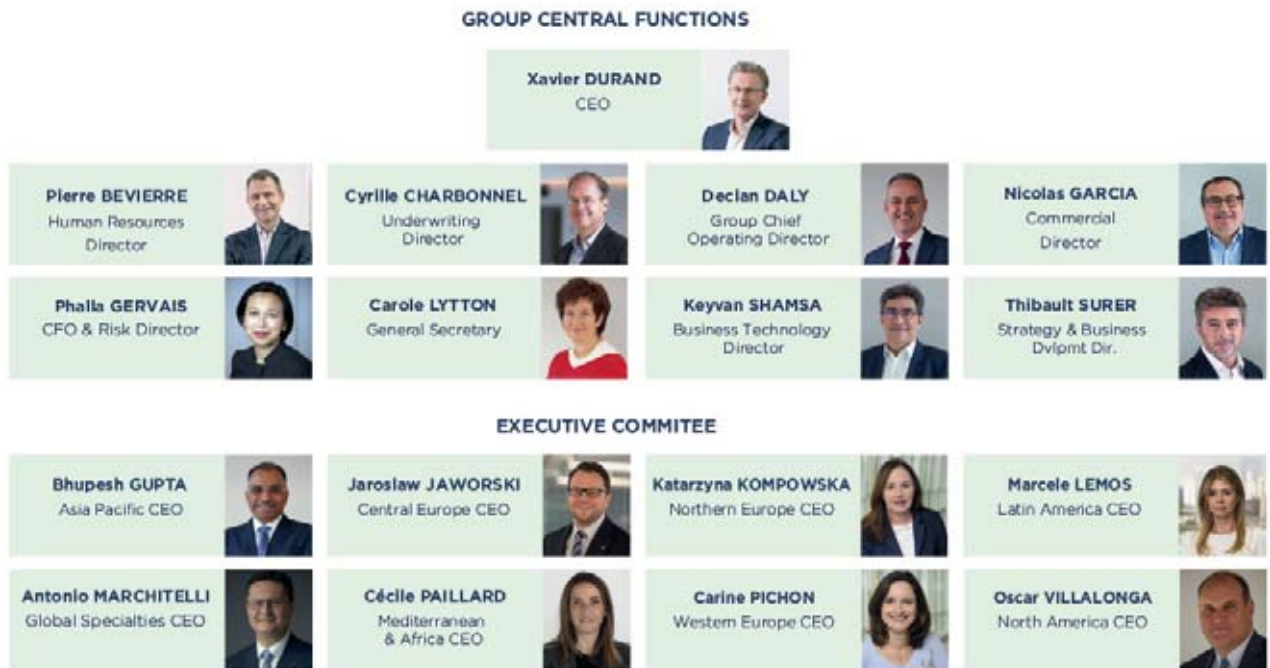 GROUP CENTRAL FUNCTIONS
Xavier DURAND
CEO
Pierre BEVIERRE
Human Resources
Director
Cyrille CHARBONNEL
Underwriting
Director
Declan DALY
Group Chief
Operating Director
Nicolas GARCIA
Commercial
Director
Phalla GERVAIS
CFO & Risk Director
Carole LYTTON
General Secretary
Keyvan SHAMSA
Business Technology
Director
Thibault SURER
Strategy & Business
Dvlpmt Dir.
EXECUTIVE COMMITEE
Bhupesh GUPTA
Asia Pacific CEO
Jaroslaw JAWORSKI
Central Europe CEO
Katarzyna KOMPOWSKA
Northern Europe CEO
Marcele LEMOS
Latin America CEO
Antonio MARCHITELLI
Global Specialties CEO
Cécile PAILLARD
Mediterranean
& Africa CEO
Carine PICHON
Western Europe CEO
Oscar VILLALONGA
North America CEO